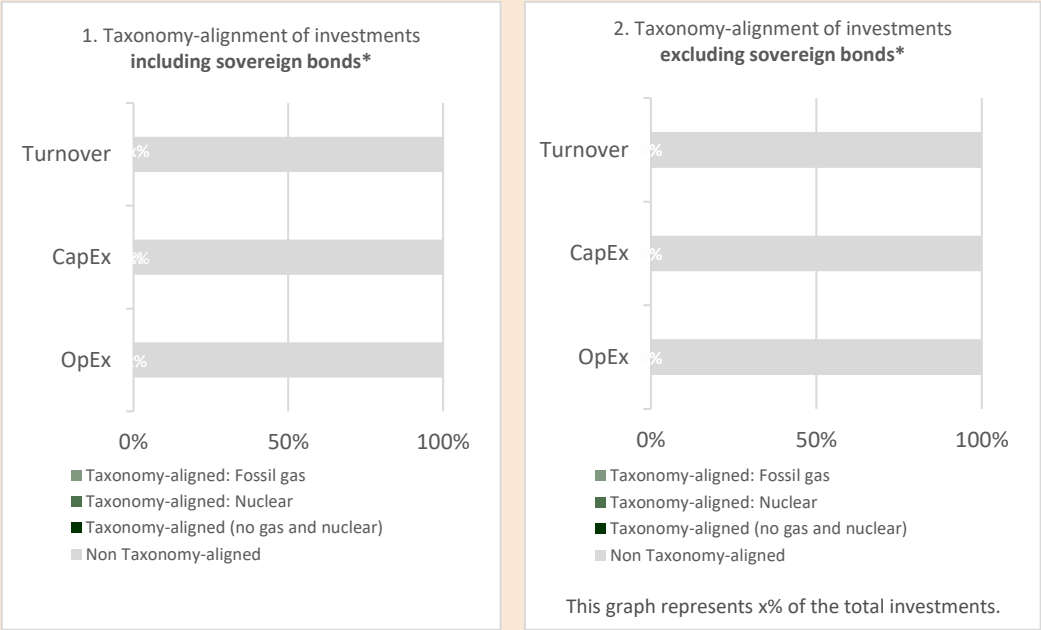 1. Taxonomy-alignment of investments
including sovereign bonds*
Turnover
x%
CapEx
%
OpEx
%
0% 50% 100%
Taxonomy-aligned: Fossil gas
Taxonomy-aligned: Nuclear
Taxonomy-aligned (no gas and nuclear)
Non Taxonomy-aligned
2. Taxonomy-alignment of investments
excluding sovereign bonds*
Turnover
%
CapEx
%
OpEx
%
0% 50% 100%
Taxonomy-aligned: Fossil gas
Taxonomy-aligned: Nuclear
Taxonomy-aligned (no gas and nuclear)
Non Taxonomy-aligned
This graph represents x% of the total investments.